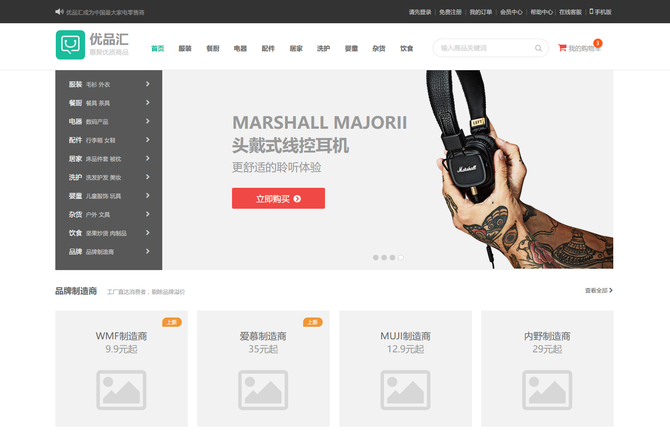 优品汇成为中国最大家电零售商
请先登录 | 免费注册 | 我的订单 | 会员中心 | 帮助中心 | 在线客服 | 手机版
优品汇
首页 服装 餐厨 电器 配件 居家 洗护 婴童 杂货 饮食
输入商品关键词
我的购物车
3
服装 毛衫 外衣
餐厨 餐具 茶具
电器 数码产品
配件 行李箱 女鞋
居家 床品件套 被枕
洗护 洗发护发 美妆
婴童 儿童服饰 玩具
杂货 户外 文具
饮食 坚果炒货 肉制品
品牌 品牌制造商
MARSHALL MAJORII
头戴式线控耳机
更舒适的聆听体验
立即购买
Marshall
品牌制造商 工厂直达消费者,剔除品牌溢价
查看全部
上新
WMF制造商
9.9元起
上新
爱慕制造商
35元起
MUJI制造商
12.9元起
内野制造商
29元起